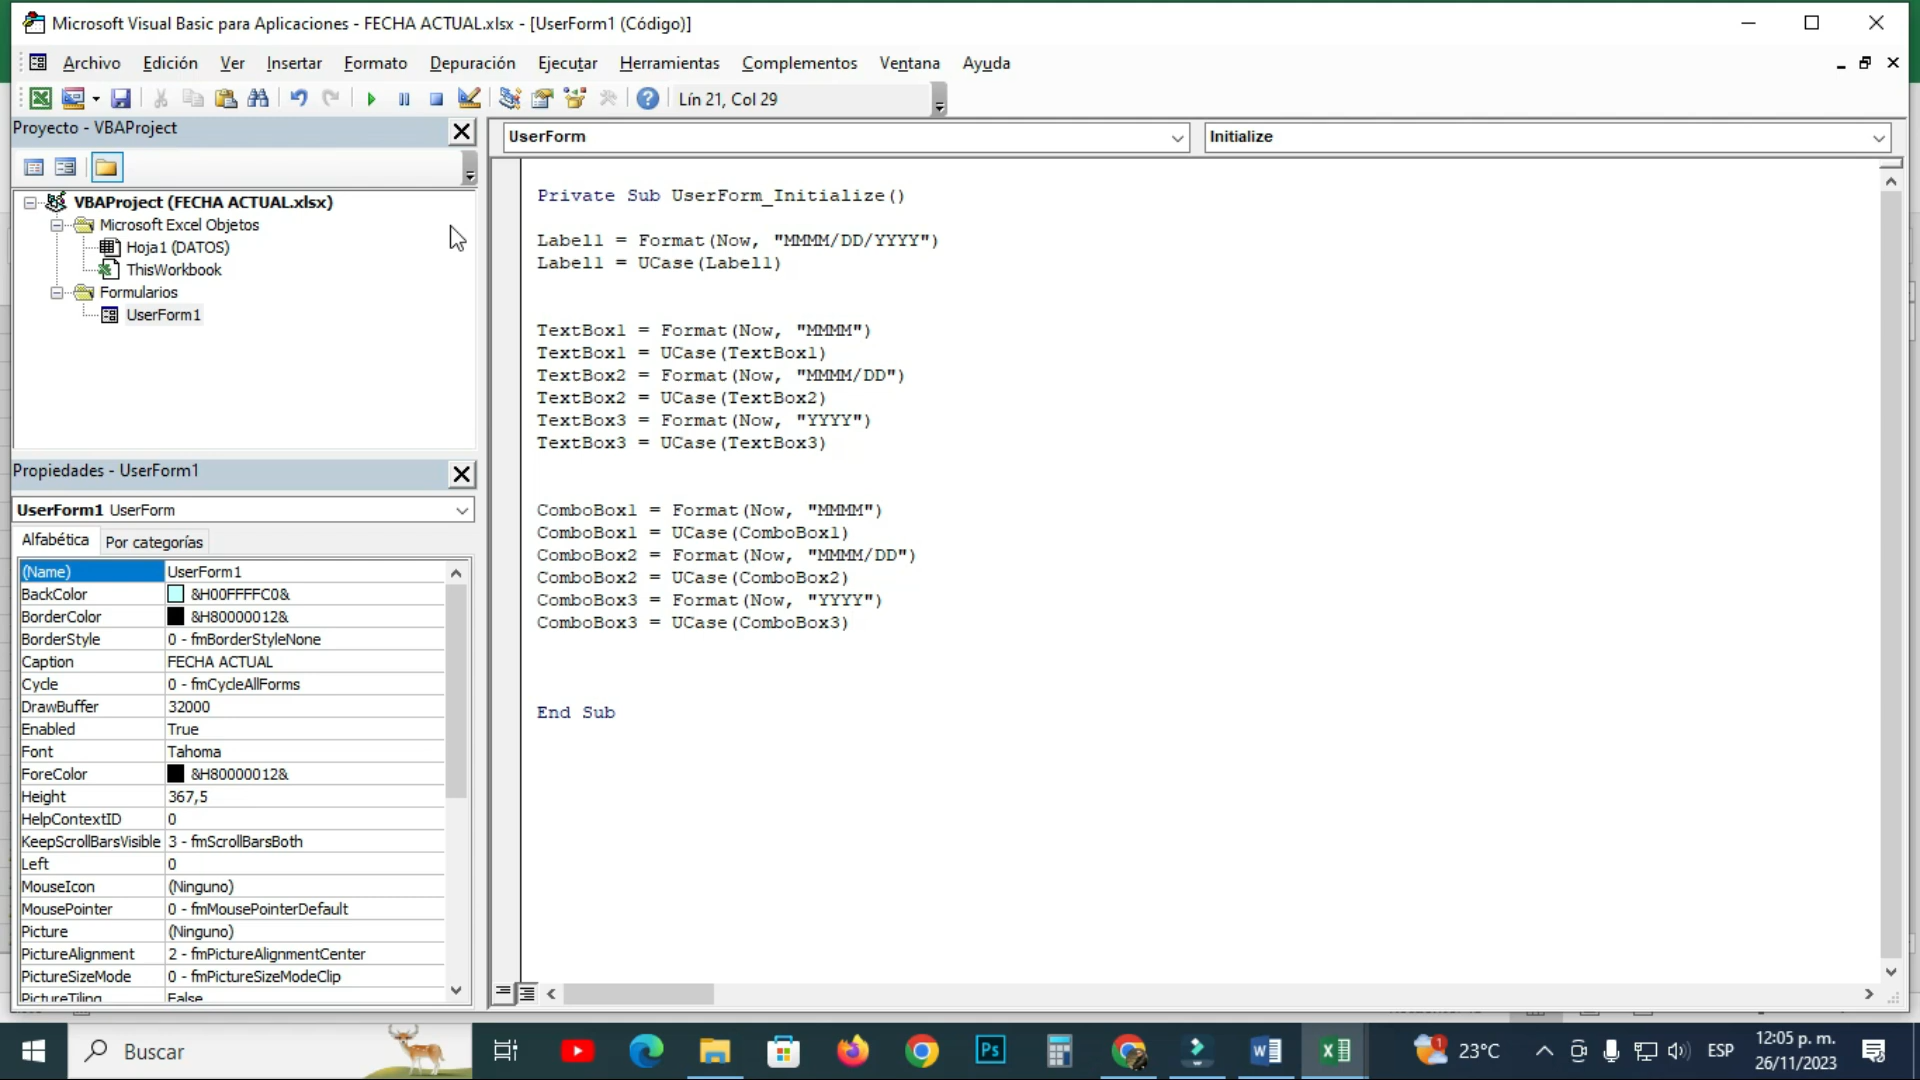 Microsoft Visual Basic para Aplicaciones - FECHA ACTUAL.xlsx - [UserForm1 (Código)]
Archivo Edición Ver Insertar Formato Depuración Ejecutar Herramientas Complementos Ventana Ayuda
Lín 21, Col 29
Proyecto - VBAProject
VBAProject (FECHA ACTUAL.xlsx)
Microsoft Excel Objetos
Hoja1 (DATOS)
ThisWorkbook
Formularios
UserForm1
Propiedades - UserForm1
UserForm1 UserForm
Alfabética Por categorías
(Name) UserForm1
BackColor &H00FFFFC0&
BorderColor &H80000012&
BorderStyle 0 - fmBorderStyleNone
Caption FECHA ACTUAL
Cycle 0 - fmCycleAllForms
DrawBuffer 32000
Enabled True
Font Tahoma
ForeColor &H80000012&
Height 367,5
HelpContextID 0
KeepScrollBarsVisible 3 - fmScrollBarsBoth
Left 0
MouseIcon (Ninguno)
MousePointer 0 - fmMousePointerDefault
Picture (Ninguno)
PictureAlignment 2 - fmPictureAlignmentCenter
PictureSizeMode 0 - fmPictureSizeModeClip
PictureTiling False
UserForm Initialize
Private Sub UserForm_Initialize()
Label1 = Format(Now, "MMMM/DD/YYYY")
Label1 = UCase(Label1)
TextBox1 = Format(Now, "MMMM")
TextBox1 = UCase(TextBox1)
TextBox2 = Format(Now, "MMMM/DD")
TextBox2 = UCase(TextBox2)
TextBox3 = Format(Now, "YYYY")
TextBox3 = UCase(TextBox3)
ComboBox1 = Format(Now, "MMMM")
ComboBox1 = UCase(ComboBox1)
ComboBox2 = Format(Now, "MMMM/DD")
ComboBox2 = UCase(ComboBox2)
ComboBox3 = Format(Now, "YYYY")
ComboBox3 = UCase(ComboBox3)
End Sub
Buscar
Ps
23°C
ESP
12:05 p. m.
26/11/2023